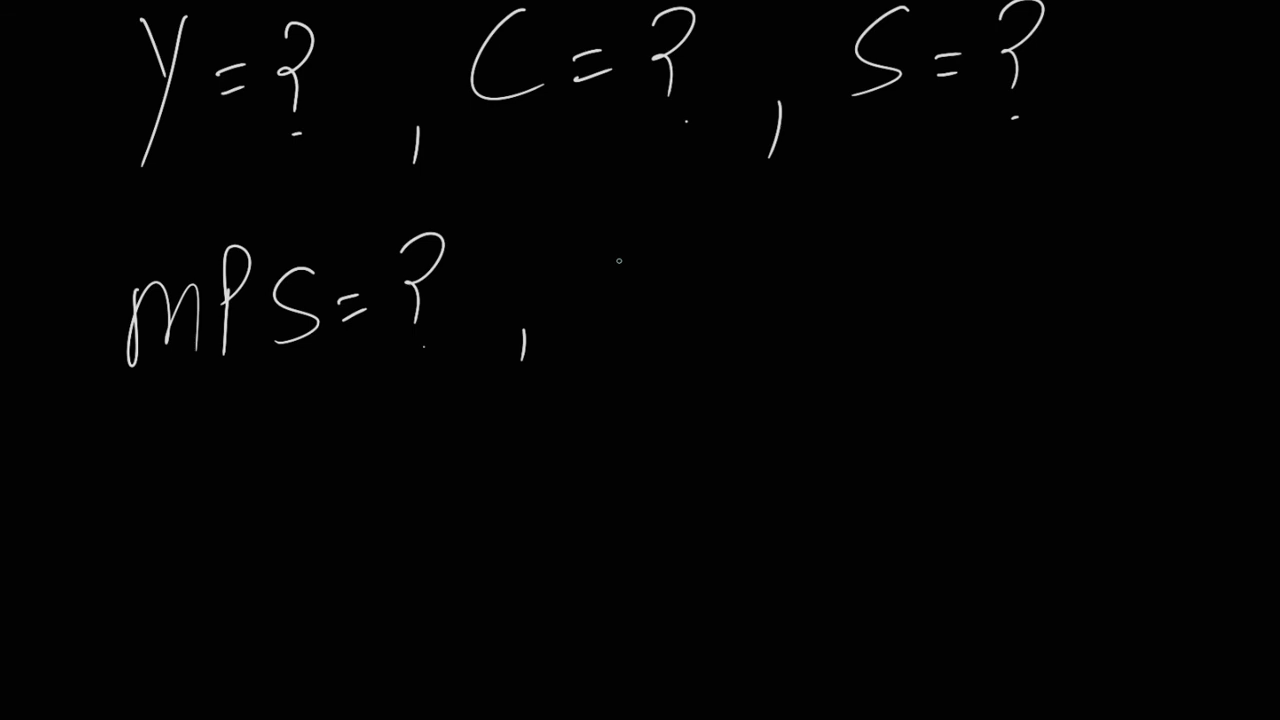 Y = ? , C = ? , S = ?
mPS = ? ,